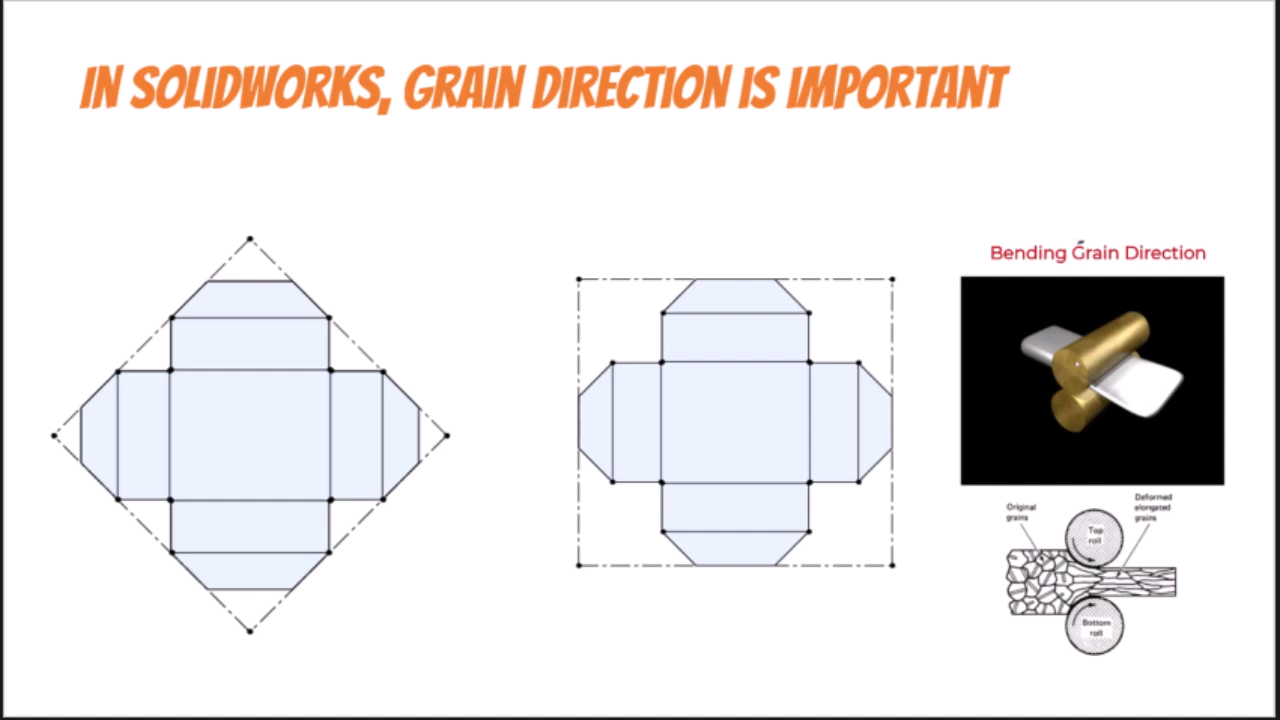 IN SOLIDWORKS, GRAIN DIRECTION IS IMPORTANT
Bending Grain Direction
Original
grains
Deformed
elongated
grains
Top
roll
Bottom
roll